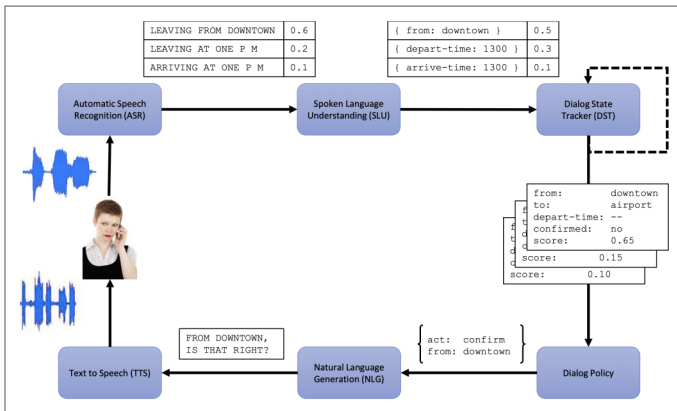 LEAVING FROM DOWNTOWN 0.6
LEAVING AT ONE P M 0.2
ARRIVING AT ONE P M 0.1
{ from: downtown } 0.5
{ depart-time: 1300 } 0.3
{ arrive-time: 1300 } 0.1
Automatic Speech
Recognition (ASR)
Spoken Language
Understanding (SLU)
Dialog State
Tracker (DST)
from: downtown
to: airport
depart-time: --
confirmed: no
score: 0.65
score: 0.15
score: 0.10
act: confirm
from: downtown
FROM DOWNTOWN,
IS THAT RIGHT?
Text to Speech (TTS)
Natural Language
Generation (NLG)
Dialog Policy